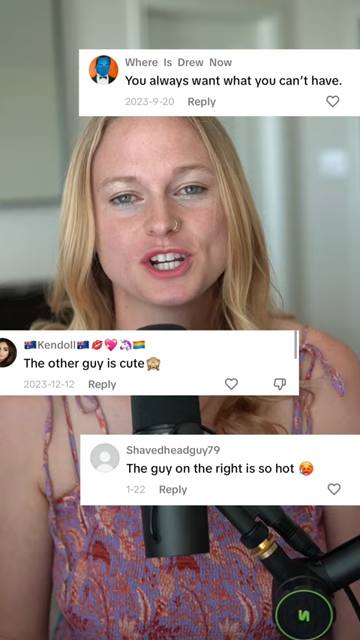 Where Is Drew Now
You always want what you can't have.
2023-9-20 Reply
🇦🇺Kendoll🇦🇺💋💖🦄🏳️‍🌈
The other guy is cute🙈
2023-12-12 Reply
Shavedheadguy79
The guy on the right is so hot 🥵
1-22 Reply